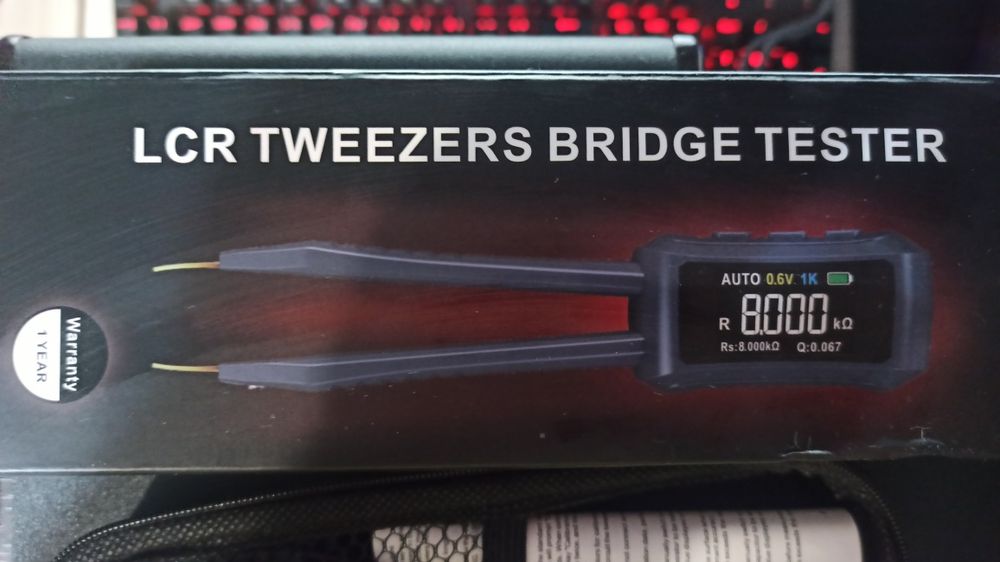 LCR TWEEZERS BRIDGE TESTER
AUTO 0.6V 1K
R 8.000 kΩ
Rs:8.000kΩ Q:0.067
Warranty
1 YEAR